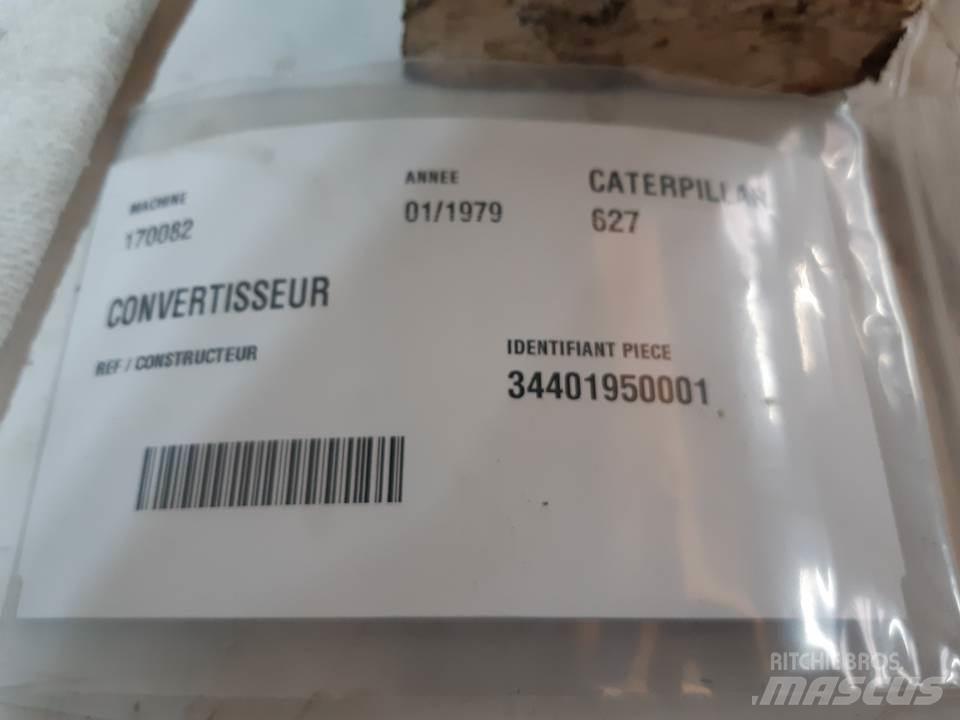 MACHINE
170082
ANNEE
01/1979
CATERPILLAR
627
CONVERTISSEUR
REF / CONSTRUCTEUR
IDENTIFIANT PIECE
34401950001
RITCHIE BROS.
MASCUS